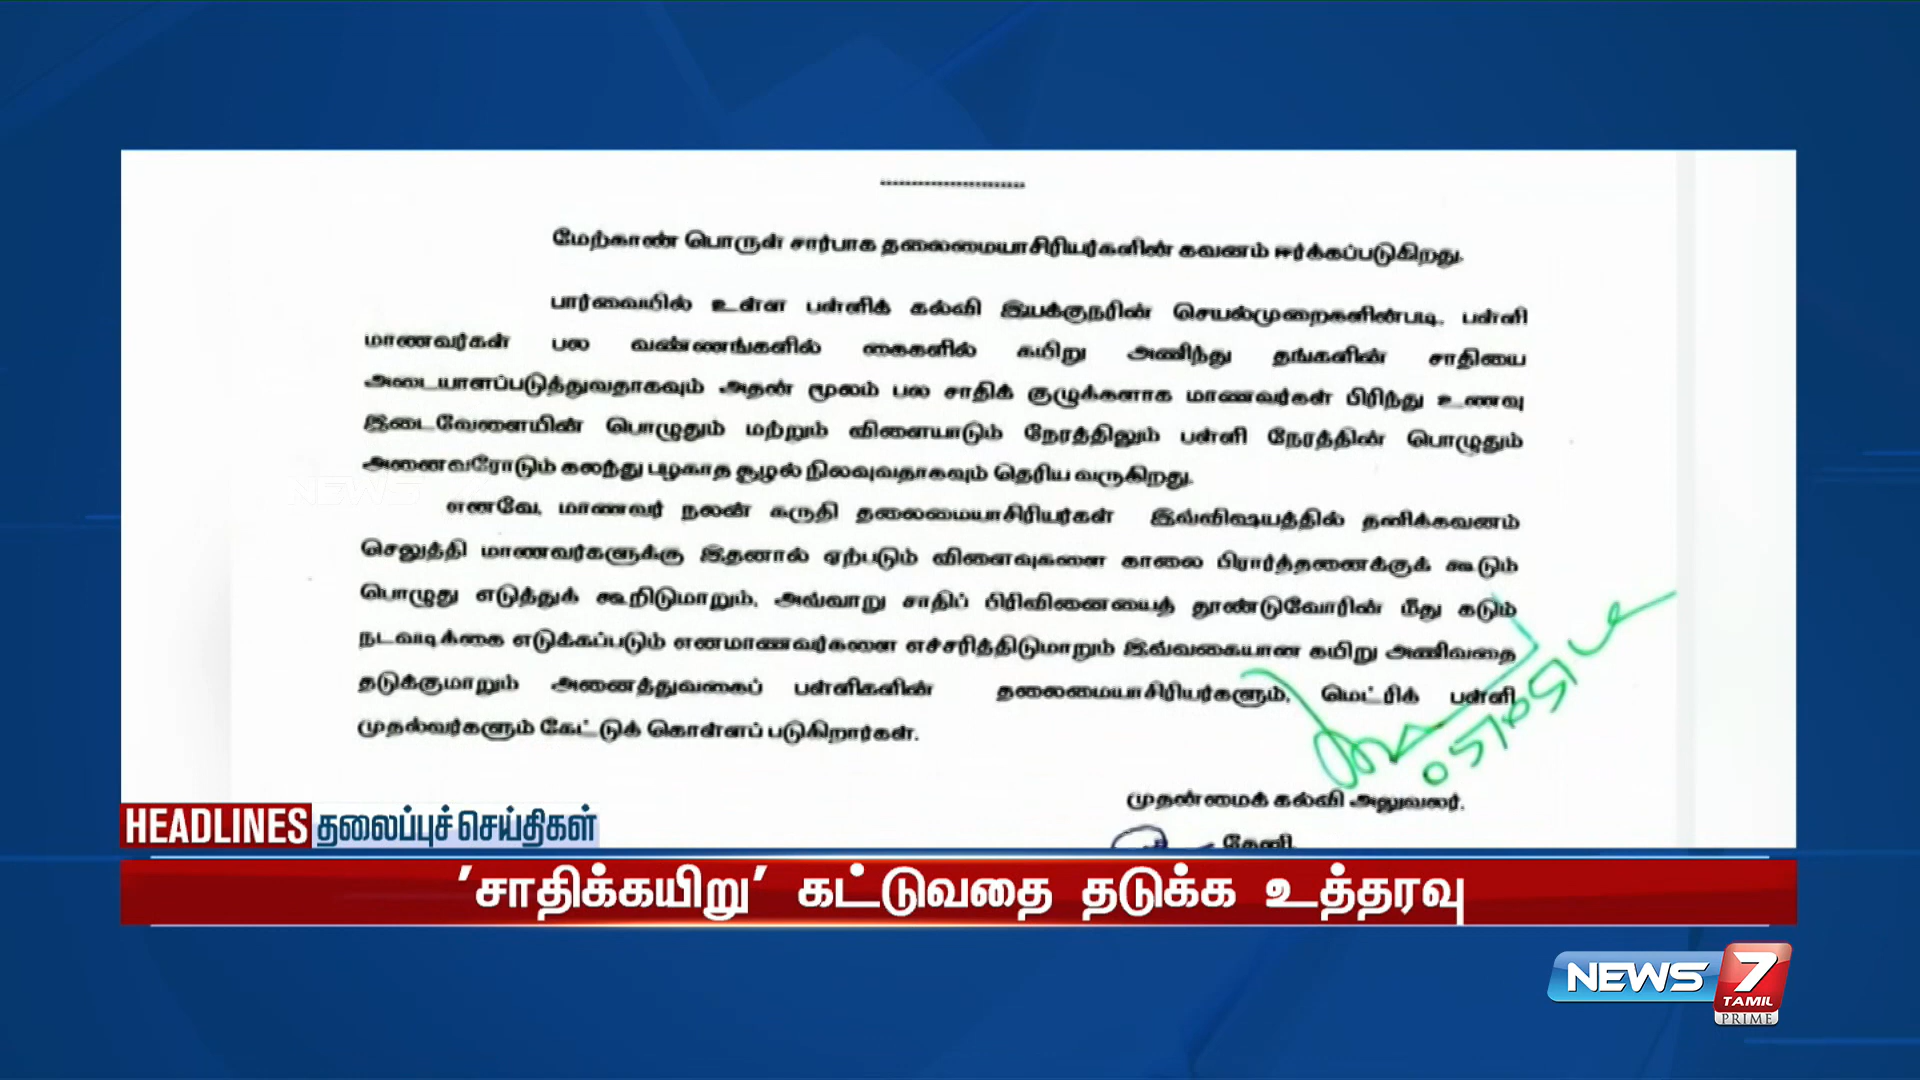 மேற்காண் பொருள் சார்பாக தலைமையாசிரியர்களின் கவனம் ஈர்க்கப்படுகிறது.
பார்வையில் உள்ள பள்ளிக் கல்வி இயக்குநரின் செயல்முறைகளின்படி, பள்ளி
மாணவர்கள் பல வண்ணங்களில் கைகளில் கயிறு அணிந்து தங்களின் சாதியை
அடையாளப்படுத்துவதாகவும் அதன் மூலம் பல சாதிக் குழுக்களாக மாணவர்கள் பிரிந்து உணவு
இடைவேளையின் பொழுதும் மற்றும் விளையாடும் நேரத்திலும் பள்ளி நேரத்தின் பொழுதும்
அனைவரோடும் கலந்து பழகாத சூழல் நிலவுவதாகவும் தெரிய வருகிறது.
எனவே, மாணவர் நலன் கருதி தலைமையாசிரியர்கள் இவ்விஷயத்தில் தனிக்கவனம்
செலுத்தி மாணவர்களுக்கு இதனால் ஏற்படும் விளைவுகளை காலை பிரார்த்தணைக்குக் கூடும்
பொழுது எடுத்துக் கூறிடுமாறும், அவ்வாறு சாதிப் பிரிவினையைத் தூண்டுவோரின் மீது கடும்
நடவடிக்கை எடுக்கப்படும் எனமாணவர்களை எச்சரித்திடுமாறும் இவ்வகையான கயிறு அணிவதை
தடுக்குமாறும் அனைத்துவகைப் பள்ளிகளின் தலைமையாசிரியர்களும், மெட்ரிக் பள்ளி
முதல்வர்களும் கேட்டுக் கொள்ளப் படுகிறார்கள்.
முதன்மைக் கல்வி அலுவலர்,
தேனி.
HEADLINES தலைப்புச் செய்திகள்
'சாதிக்கயிறு' கட்டுவதை தடுக்க உத்தரவு
NEWS 7
TAMIL
PRIME